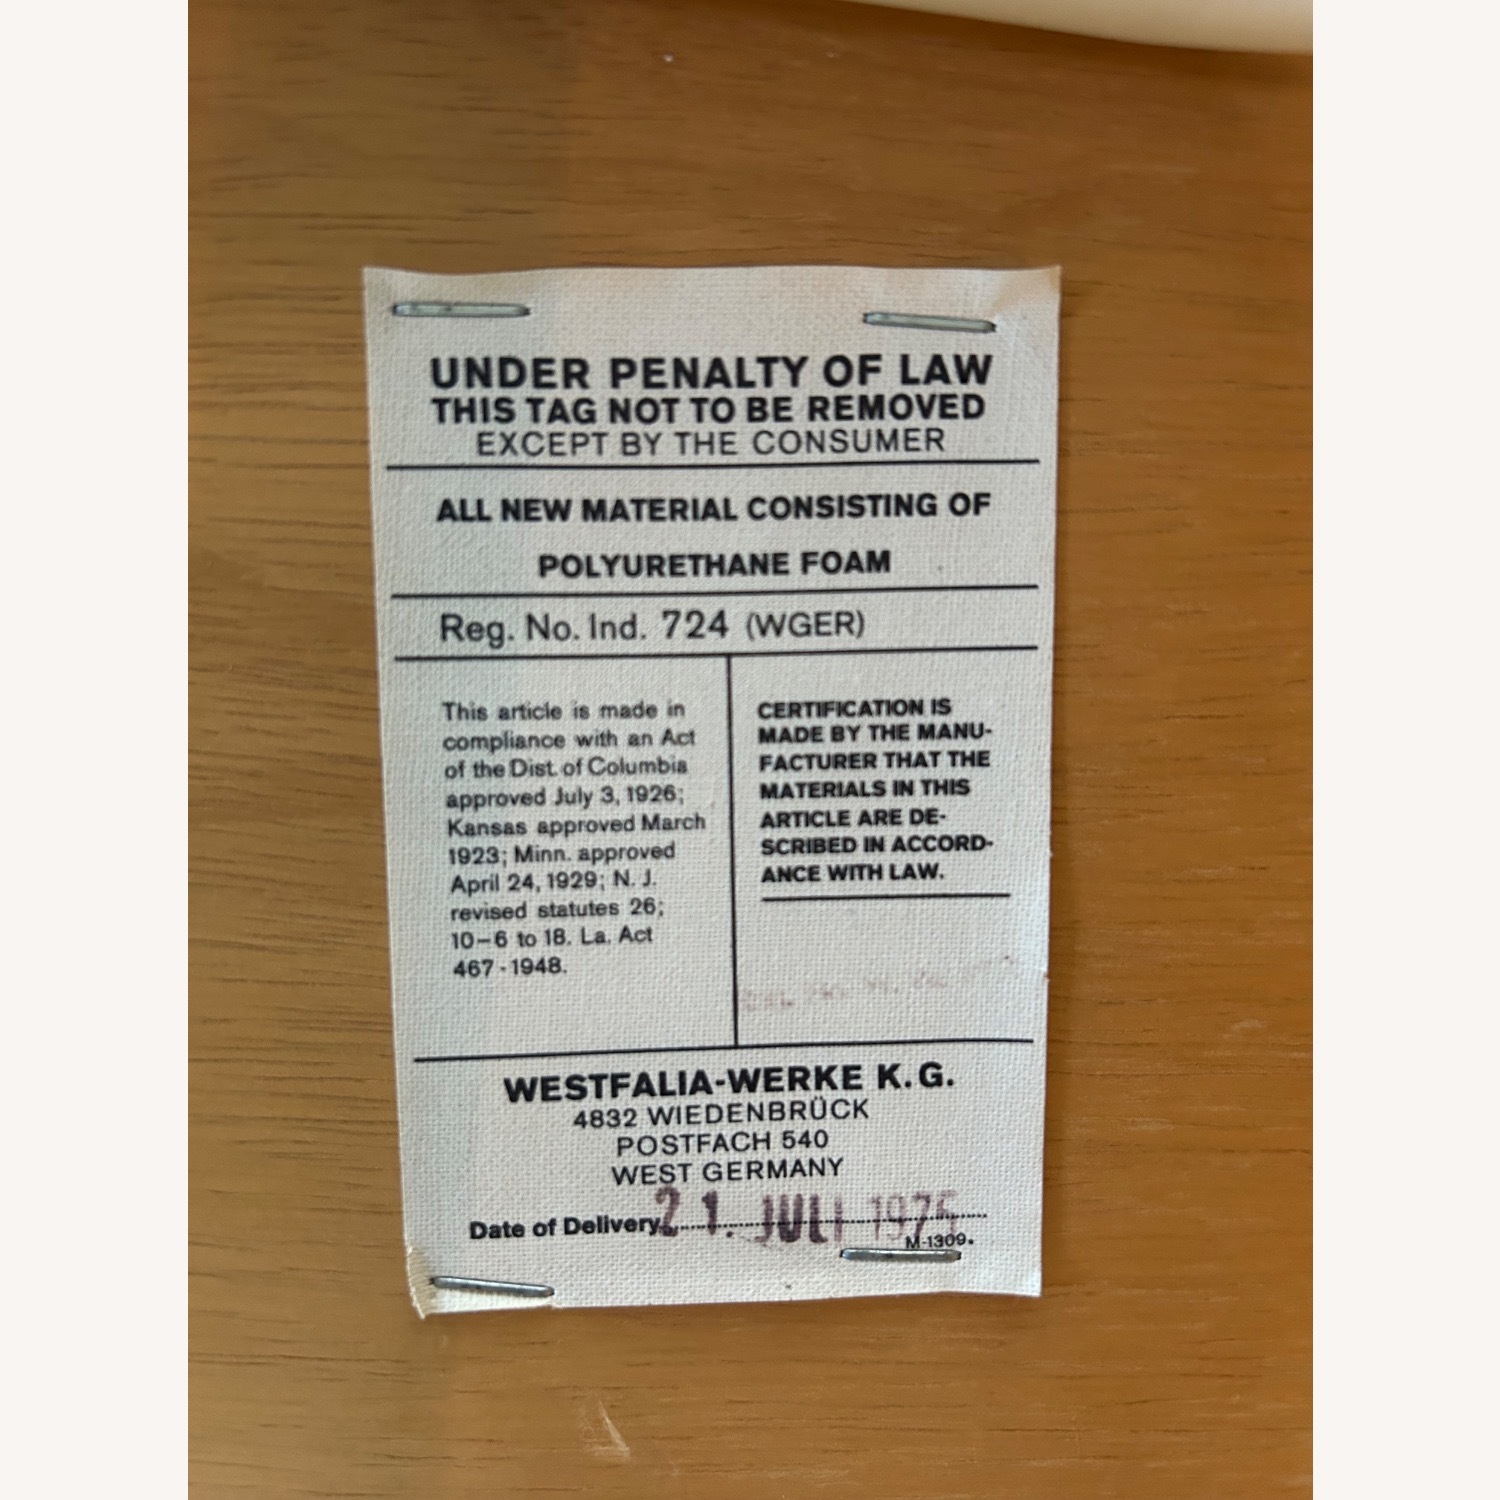 UNDER PENALTY OF LAW
THIS TAG NOT TO BE REMOVED
EXCEPT BY THE CONSUMER
ALL NEW MATERIAL CONSISTING OF
POLYURETHANE FOAM
Reg. No. Ind. 724 (WGER)
This article is made in
compliance with an Act
of the Dist. of Columbia
approved July 3, 1926;
Kansas approved March
1923; Minn. approved
April 24, 1929; N. J.
revised statutes 26;
10–6 to 18. La. Act
467 - 1948.
CERTIFICATION IS
MADE BY THE MANU-
FACTURER THAT THE
MATERIALS IN THIS
ARTICLE ARE DE-
SCRIBED IN ACCORD-
ANCE WITH LAW.
WESTFALIA-WERKE K. G.
4832 WIEDENBRÜCK
POSTFACH 540
WEST GERMANY
Date of Delivery 21. JULI 1975
M-1309.